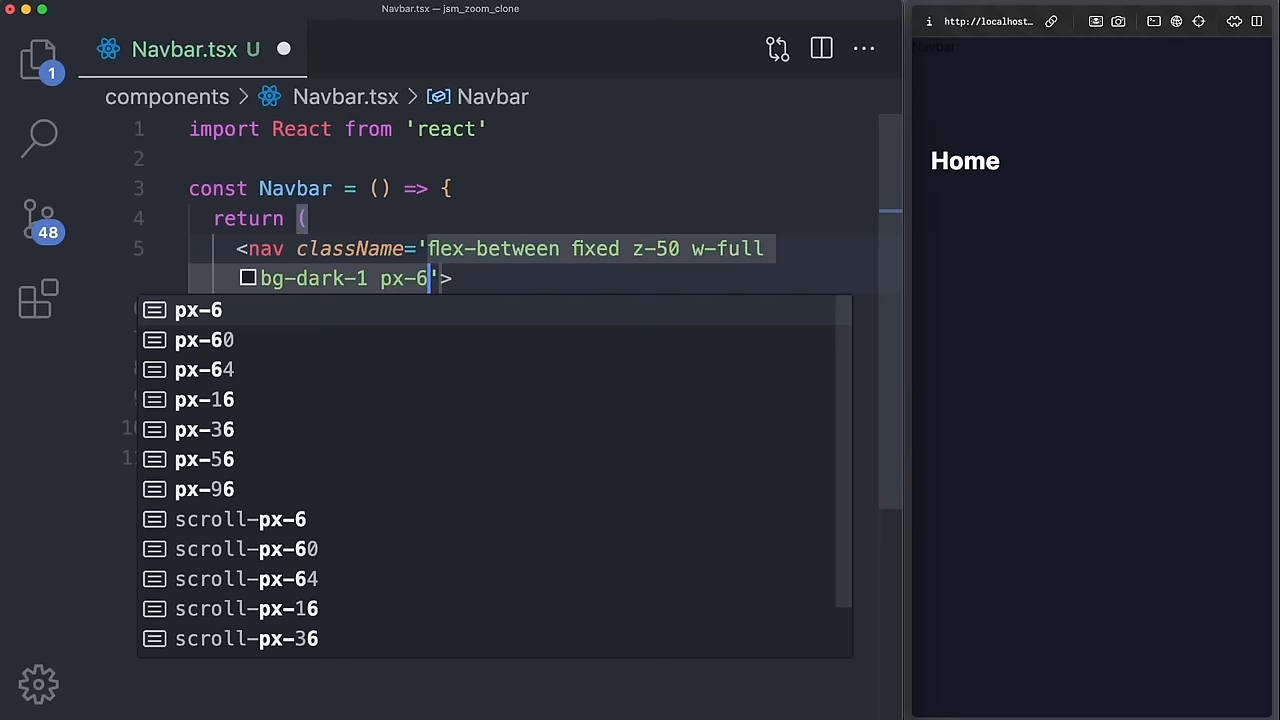 Navbar.tsx — jsm_zoom_clone
Navbar.tsx U
1
components > Navbar.tsx > Navbar
1 import React from 'react'
2
3 const Navbar = () => {
4 return (
5 <nav className='flex-between fixed z-50 w-full
bg-dark-1 px-6'>
48
px-6
px-60
px-64
px-16
px-36
px-56
px-96
scroll-px-6
scroll-px-60
scroll-px-64
scroll-px-16
scroll-px-36
10
http://localhost…
Navbar
Home